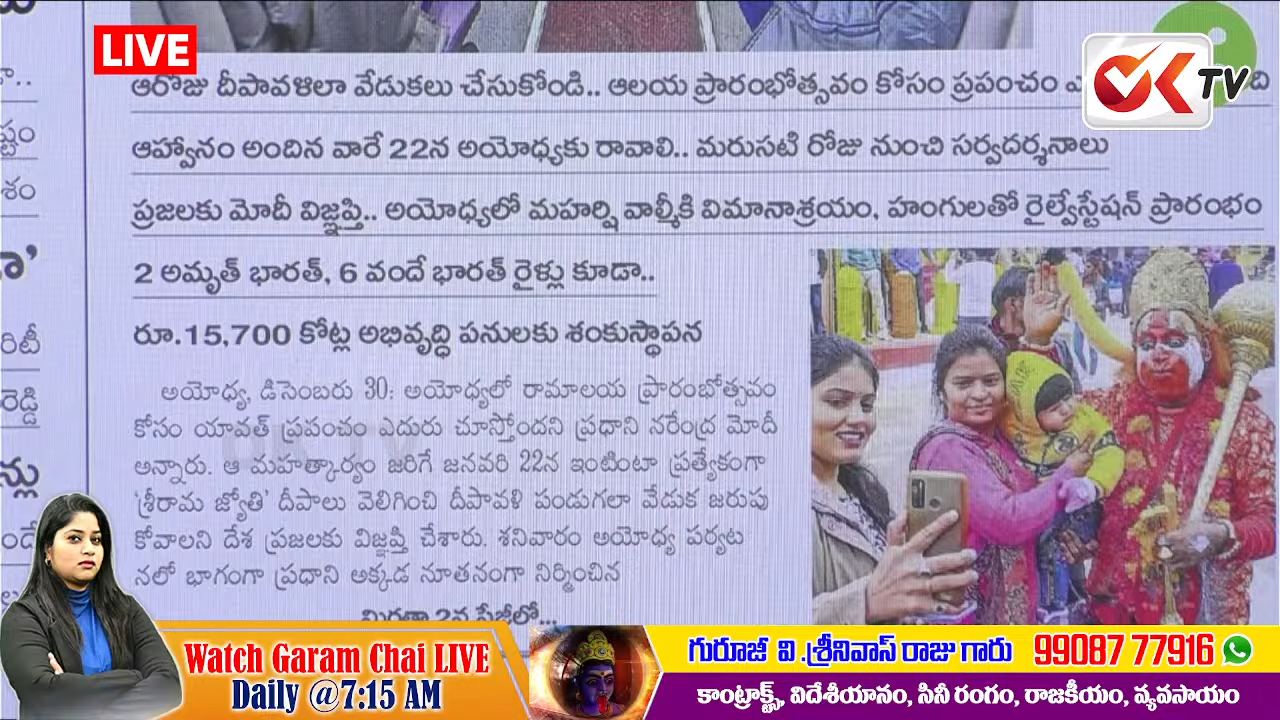 LIVE
OK TV
ఆరోజు దీపావళిలా వేడుకలు చేసుకోండి.. ఆలయ ప్రారంభోత్సవం కోసం ప్రపంచం
ఆహ్వానం అందిన వారే 22న అయోధ్యకు రావాలి.. మరుసటి రోజు నుంచి సర్వదర్శనాలు
ప్రజలకు మోదీ విజ్ఞప్తి.. అయోధ్యలో మహర్షి వాల్మీకి విమానాశ్రయం, హంగులతో రైల్వేస్టేషన్ ప్రారంభం
2 అమృత్ భారత్, 6 వందే భారత్ రైళ్లు కూడా..
రూ.15,700 కోట్ల అభివృద్ధి పనులకు శంకుస్థాపన
అయోధ్య, డిసెంబరు 30: అయోధ్యలో రామాలయ ప్రారంభోత్సవం
కోసం యావత్ ప్రపంచం ఎదురు చూస్తోందని ప్రధాని నరేంద్ర మోదీ
అన్నారు. ఆ మహత్కార్యం జరిగే జనవరి 22న ఇంటింటా ప్రత్యేకంగా
'శ్రీరామ జ్యోతి' దీపాలు వెలిగించి దీపావళి పండుగలా వేడుక జరుపు
కోవాలని దేశ ప్రజలకు విజ్ఞప్తి చేశారు. శనివారం అయోధ్య పర్యట
నలో భాగంగా ప్రధాని అక్కడ నూతనంగా నిర్మించిన
మిగతా 2వ పేజీలో...
Watch Garam Chai LIVE
Daily @7:15 AM
గురూజీ వి .శ్రీనివాస్ రాజు గారు 99087 77916
కాంట్రాక్ట్స్, విదేశీయానం, సినీ రంగం, రాజకీయం, వ్యవసాయం